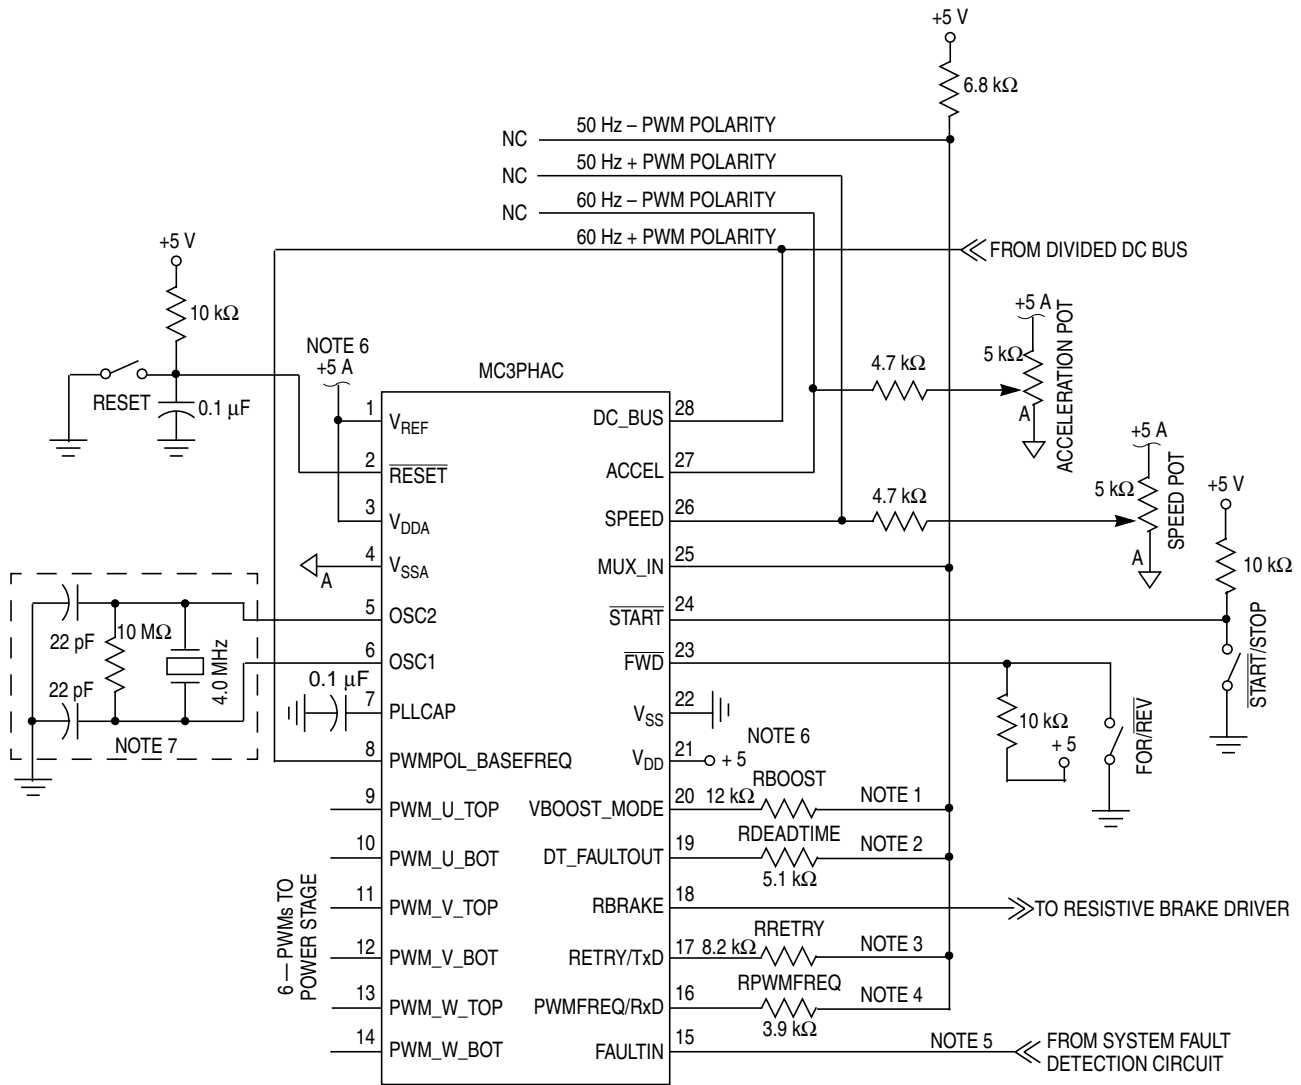 +5 V
6.8 kΩ
NC
50 Hz – PWM POLARITY
NC
50 Hz + PWM POLARITY
NC
60 Hz – PWM POLARITY
60 Hz + PWM POLARITY
FROM DIVIDED DC BUS
+5 V
10 kΩ
RESET
0.1 μF
NOTE 6
+5 A
MC3PHAC
4.7 kΩ
+5 A
5 kΩ
A
ACCELERATION POT
4.7 kΩ
+5 A
5 kΩ
A
SPEED POT
+5 V
10 kΩ
START/STOP
1 VREF
2 RESET
3 VDDA
4 VSSA
A
5 OSC2
6 OSC1
7 PLLCAP
8 PWMPOL_BASEFREQ
9 PWM_U_TOP
10 PWM_U_BOT
11 PWM_V_TOP
12 PWM_V_BOT
13 PWM_W_TOP
14 PWM_W_BOT
22 pF
10 MΩ
4.0 MHz
22 pF
NOTE 7
0.1 μF
6 — PWMs TO
POWER STAGE
DC_BUS 28
ACCEL 27
SPEED 26
MUX_IN 25
START 24
FWD 23
VSS 22
VDD 21
+ 5
NOTE 6
10 kΩ
+ 5
FOR/REV
VBOOST_MODE 20
12 kΩ
RBOOST
NOTE 1
DT_FAULTOUT 19
RDEADTIME
5.1 kΩ
NOTE 2
RBRAKE 18
TO RESISTIVE BRAKE DRIVER
RETRY/TxD 17
8.2 kΩ
RRETRY
NOTE 3
PWMFREQ/RxD 16
RPWMFREQ
3.9 kΩ
NOTE 4
FAULTIN 15
NOTE 5
FROM SYSTEM FAULT
DETECTION CIRCUIT